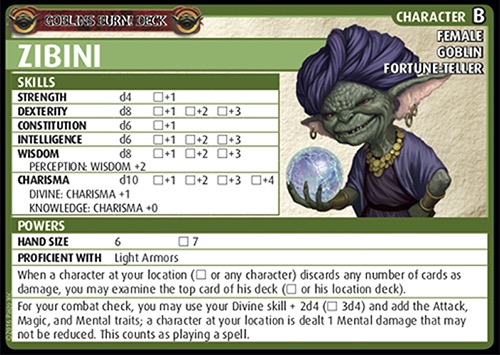 GOBLINS BURN! DECK
CHARACTER B
ZIBINI
FEMALE
GOBLIN
FORTUNE-TELLER
SKILLS
STRENGTH d4 □+1
DEXTERITY d8 □+1 □+2 □+3
CONSTITUTION d6 □+1
INTELLIGENCE d6 □+1 □+2 □+3
WISDOM d8 □+1 □+2 □+3
PERCEPTION: WISDOM +2
CHARISMA d10 □+1 □+2 □+3 □+4
DIVINE: CHARISMA +1
KNOWLEDGE: CHARISMA +0
POWERS
HAND SIZE 6 □ 7
PROFICIENT WITH Light Armors
When a character at your location (□ or any character) discards any number of cards as
damage, you may examine the top card of his deck (□ or his location deck).
For your combat check, you may use your Divine skill + 2d4 (□ 3d4) and add the Attack,
Magic, and Mental traits; a character at your location is dealt 1 Mental damage that may
not be reduced. This counts as playing a spell.
©2016 Paizo Inc.